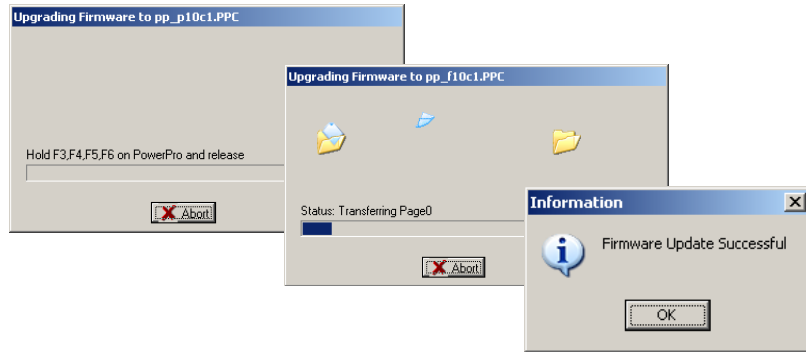 Upgrading Firmware to pp_p10c1.PPC
Hold F3,F4,F5,F6 on PowerPro and release
Abort
Upgrading Firmware to pp_f10c1.PPC
Status: Transferring Page0
Abort
Information
Firmware Update Successful
OK